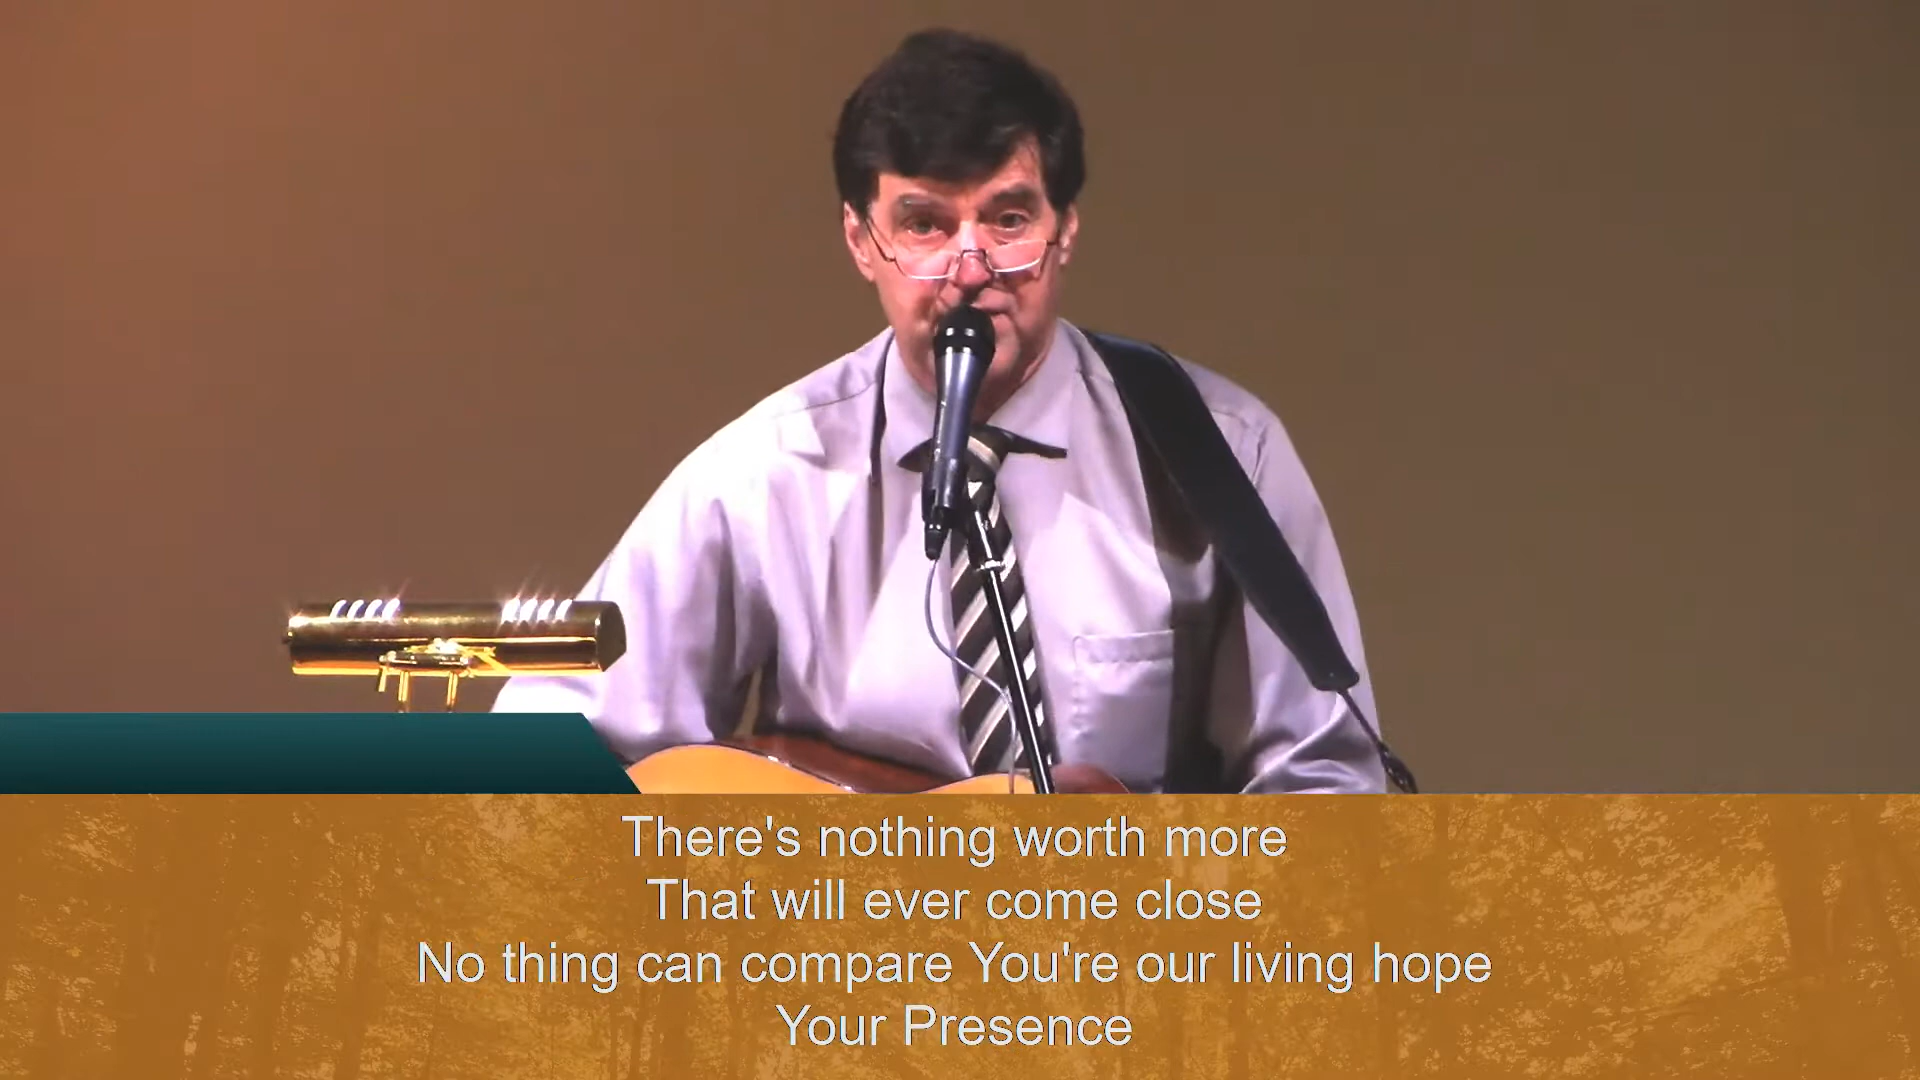 There's nothing worth more
That will ever come close
No thing can compare You're our living hope
Your Presence